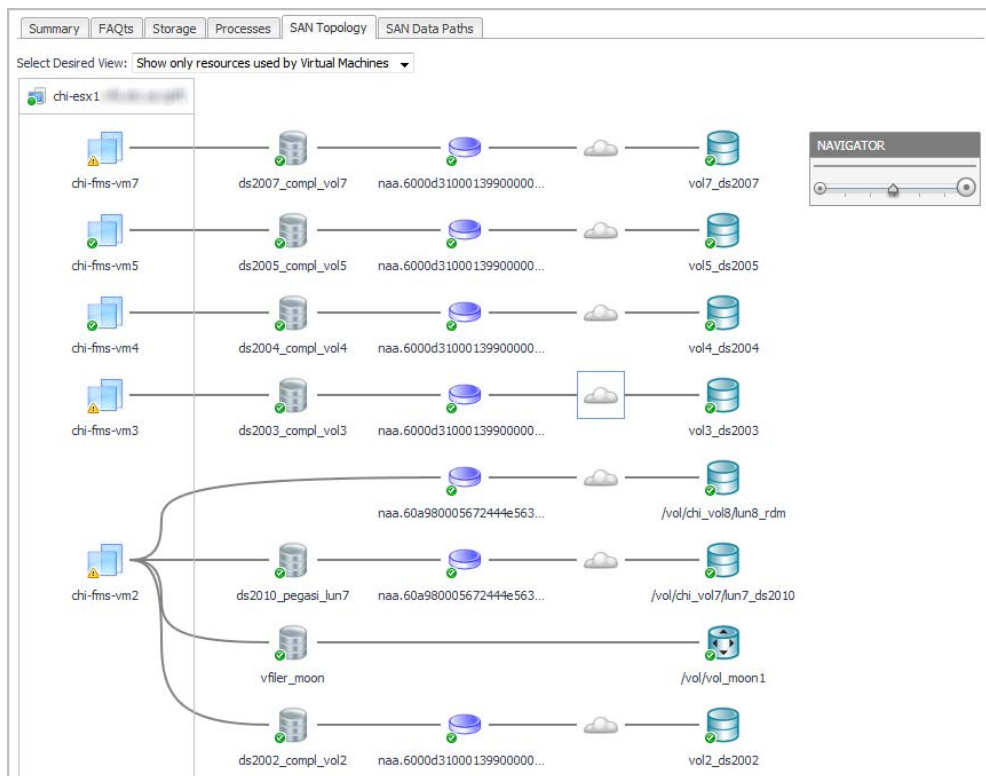 Summary FAQts Storage Processes SAN Topology SAN Data Paths
Select Desired View: Show only resources used by Virtual Machines
chi-esx1
NAVIGATOR
chi-fms-vm7 ds2007_compl_vol7 naa.6000d31000139900000... vol7_ds2007
chi-fms-vm5 ds2005_compl_vol5 naa.6000d31000139900000... vol5_ds2005
chi-fms-vm4 ds2004_compl_vol4 naa.6000d31000139900000... vol4_ds2004
chi-fms-vm3 ds2003_compl_vol3 naa.6000d31000139900000... vol3_ds2003
naa.60a980005672444e563... /vol/chi_vol8/lun8_rdm
chi-fms-vm2 ds2010_pegasi_lun7 naa.60a980005672444e563... /vol/chi_vol7/lun7_ds2010
vfiler_moon /vol/vol_moon1
ds2002_compl_vol2 naa.6000d31000139900000... vol2_ds2002